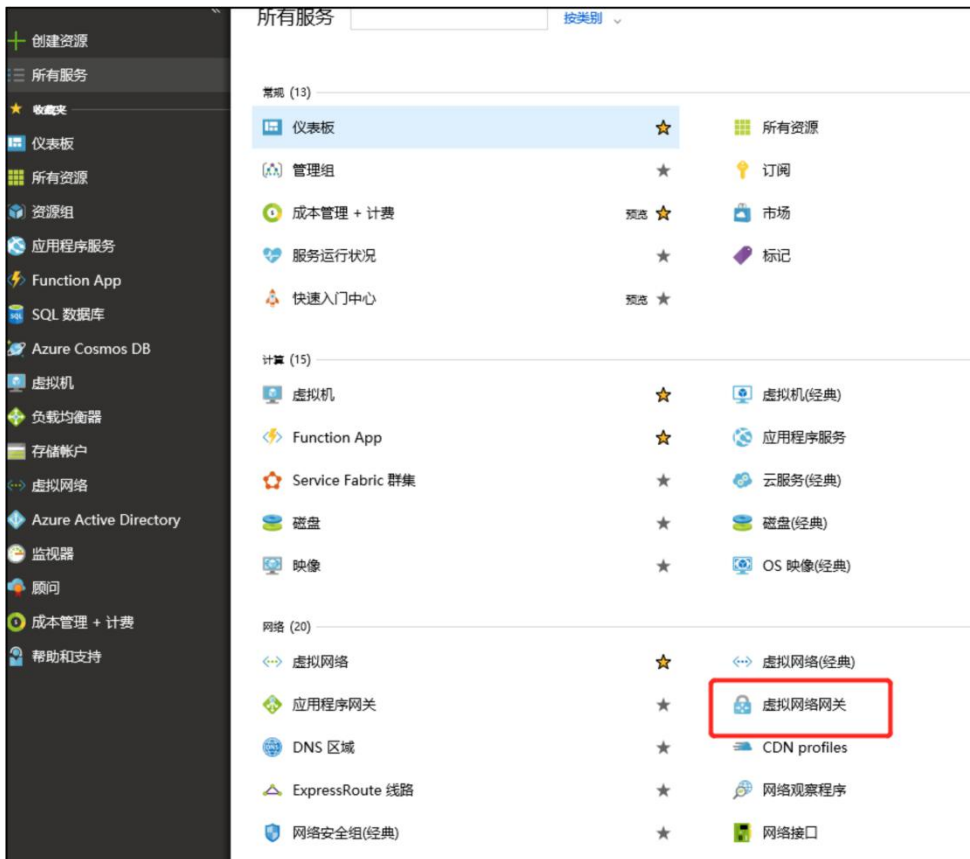 所有服务
按类别
创建资源
所有服务
收藏夹
仪表板
所有资源
资源组
应用程序服务
Function App
SQL 数据库
Azure Cosmos DB
虚拟机
负载均衡器
存储帐户
虚拟网络
Azure Active Directory
监视器
顾问
成本管理 + 计费
帮助和支持
常规 (13)
仪表板
所有资源
管理组
订阅
成本管理 + 计费 预览
市场
服务运行状况
标记
快速入门中心 预览
计算 (15)
虚拟机
虚拟机(经典)
Function App
应用程序服务
Service Fabric 群集
云服务(经典)
磁盘
磁盘(经典)
映像
OS 映像(经典)
网络 (20)
虚拟网络
虚拟网络(经典)
应用程序网关
虚拟网络网关
DNS 区域
CDN profiles
ExpressRoute 线路
网络观察程序
网络安全组(经典)
网络接口